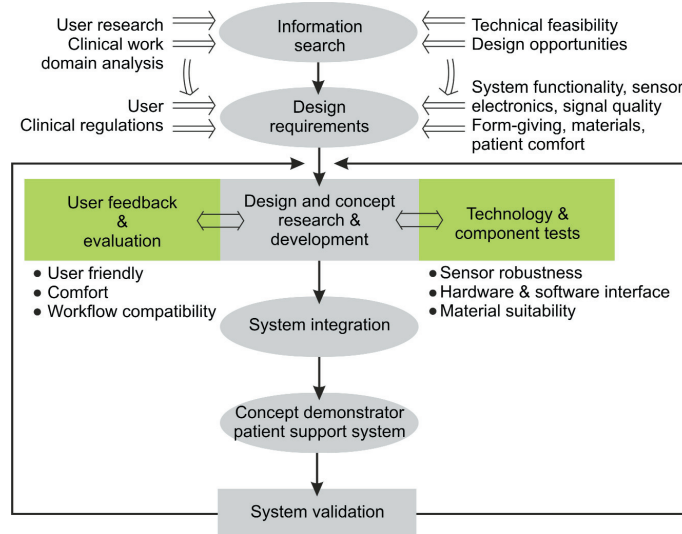 User research
Clinical work
domain analysis
Information
search
Technical feasibility
Design opportunities
User
Clinical regulations
Design
requirements
System functionality, sensor
electronics, signal quality
Form-giving, materials,
patient comfort
User feedback
&
evaluation
Design and concept
research &
development
Technology &
component tests
● User friendly
● Comfort
● Workflow compatibility
● Sensor robustness
● Hardware & software interface
● Material suitability
System integration
Concept demonstrator
patient support system
System validation